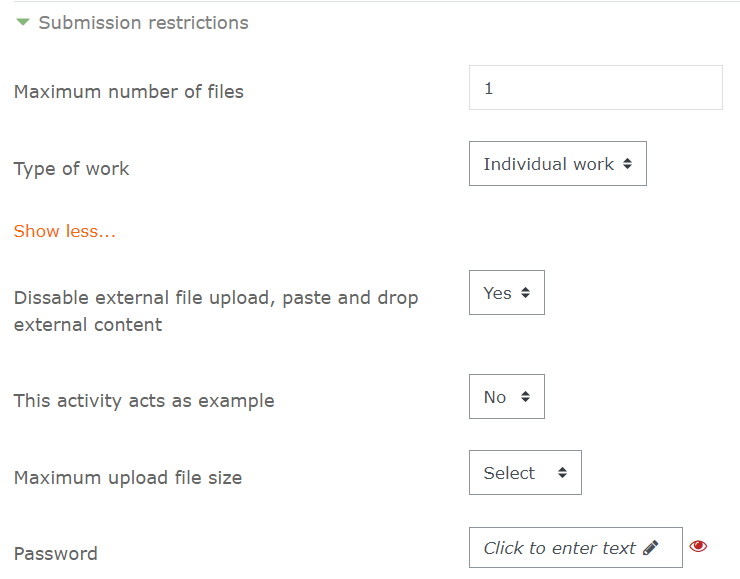 Submission restrictions
Maximum number of files
1
Type of work
Individual work
Show less...
Dissable external file upload, paste and drop
external content
Yes
This activity acts as example
No
Maximum upload file size
Select
Password
Click to enter text